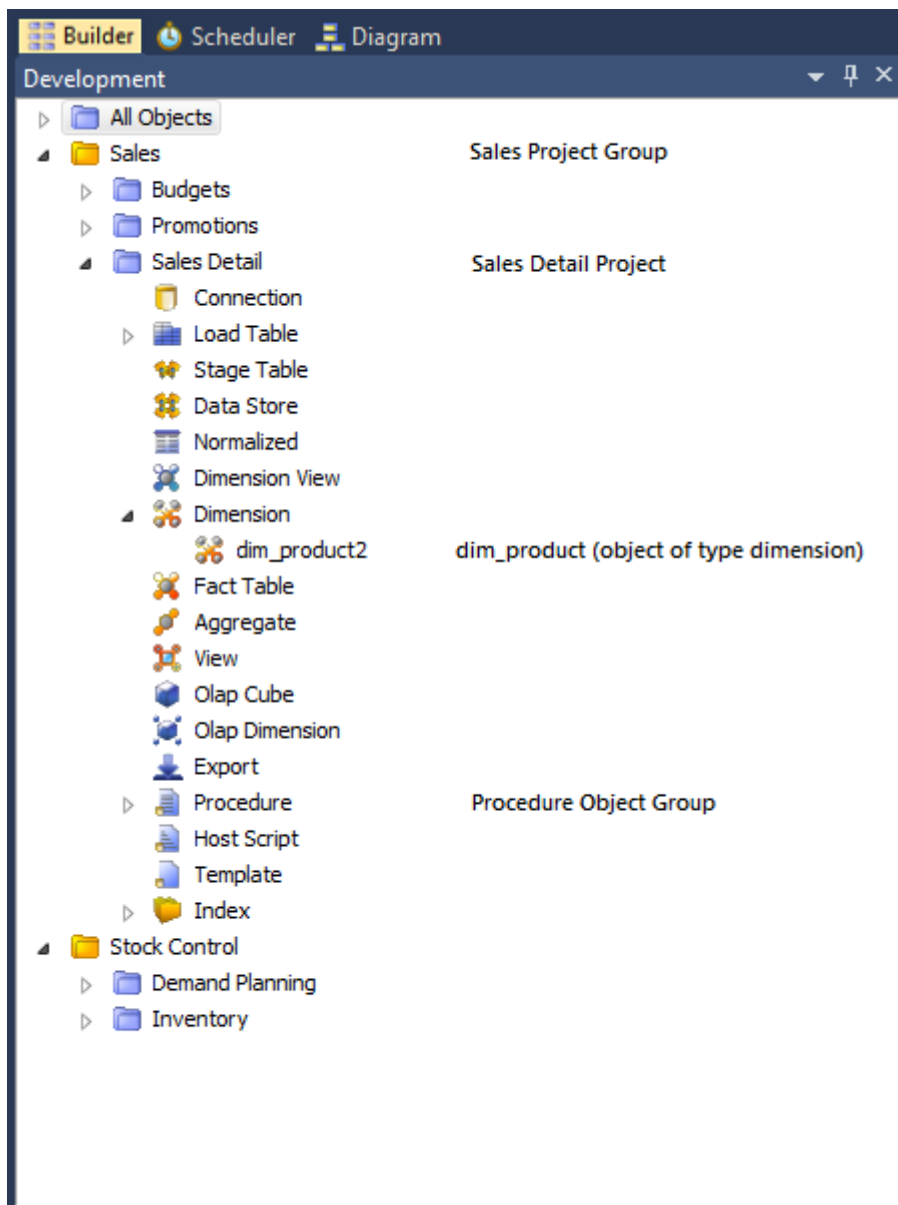 Builder Scheduler Diagram
Development
All Objects
Sales Sales Project Group
Budgets
Promotions
Sales Detail Sales Detail Project
Connection
Load Table
Stage Table
Data Store
Normalized
Dimension View
Dimension
dim_product2 dim_product (object of type dimension)
Fact Table
Aggregate
View
Olap Cube
Olap Dimension
Export
Procedure Procedure Object Group
Host Script
Template
Index
Stock Control
Demand Planning
Inventory